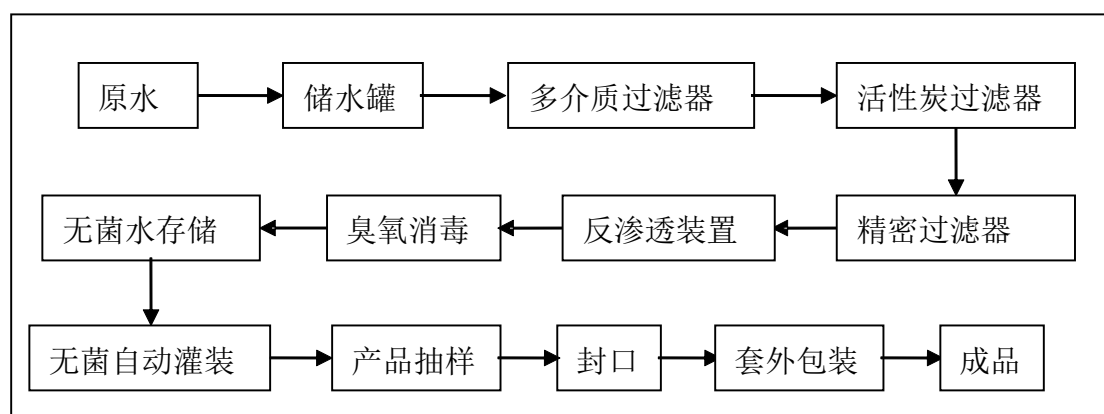 原水
储水罐
多介质过滤器
活性炭过滤器
精密过滤器
反渗透装置
臭氧消毒
无菌水存储
无菌自动灌装
产品抽样
封口
套外包装
成品